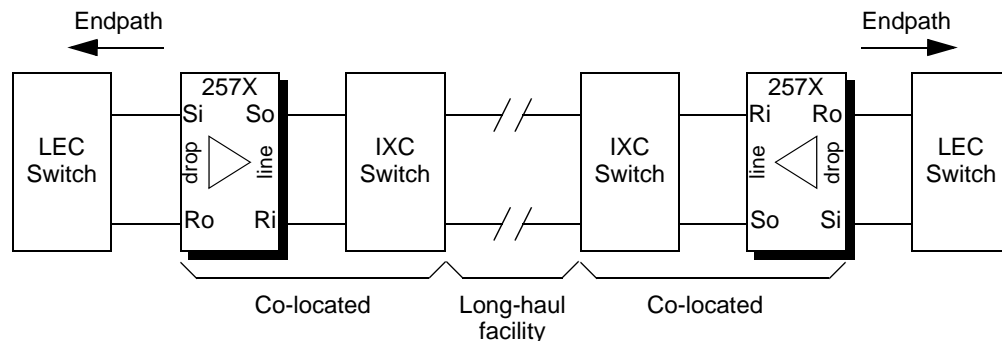 Endpath
Endpath
257X
257X
Si So
Ri Ro
LEC
Switch
drop
line
IXC
Switch
IXC
Switch
line
drop
LEC
Switch
Ro Ri
So Si
Co-located
Long-haul
facility
Co-located